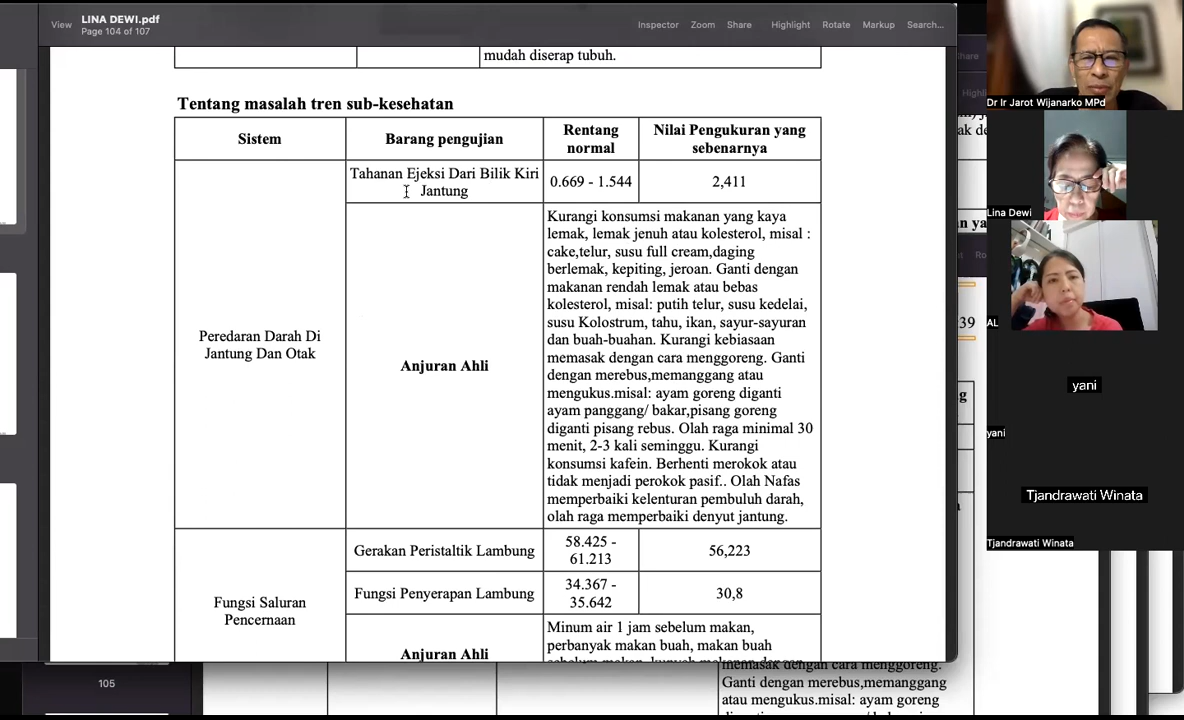 View
LINA DEWI.pdf
Page 104 of 107
Inspector
Zoom
Share
Highlight
Rotate
Markup
Search...
mudah diserap tubuh.
Tentang masalah tren sub-kesehatan
Sistem
Barang pengujian
Rentang
normal
Nilai Pengukuran yang
sebenarnya
Peredaran Darah Di
Jantung Dan Otak
Tahanan Ejeksi Dari Bilik Kiri
Jantung
0.669 - 1.544
2,411
Anjuran Ahli
Kurangi konsumsi makanan yang kaya
lemak, lemak jenuh atau kolesterol, misal :
cake,telur, susu full cream,daging
berlemak, kepiting, jeroan. Ganti dengan
makanan rendah lemak atau bebas
kolesterol, misal: putih telur, susu kedelai,
susu Kolostrum, tahu, ikan, sayur-sayuran
dan buah-buahan. Kurangi kebiasaan
memasak dengan cara menggoreng. Ganti
dengan merebus,memanggang atau
mengukus.misal: ayam goreng diganti
ayam panggang/ bakar,pisang goreng
diganti pisang rebus. Olah raga minimal 30
menit, 2-3 kali seminggu. Kurangi
konsumsi kafein. Berhenti merokok atau
tidak menjadi perokok pasif.. Olah Nafas
memperbaiki kelenturan pembuluh darah,
olah raga memperbaiki denyut jantung.
Fungsi Saluran
Pencernaan
Gerakan Peristaltik Lambung
58.425 -
61.213
56,223
Fungsi Penyerapan Lambung
34.367 -
35.642
30,8
Anjuran Ahli
Minum air 1 jam sebelum makan,
perbanyak makan buah, makan buah
105
memasak dengan cara menggoreng.
Ganti dengan merebus,memanggang
atau mengukus.misal: ayam goreng
39
Dr Ir Jarot Wijanarko MPd
Lina Dewi
AL
yani
yani
Tjandrawati Winata
Tjandrawati Winata